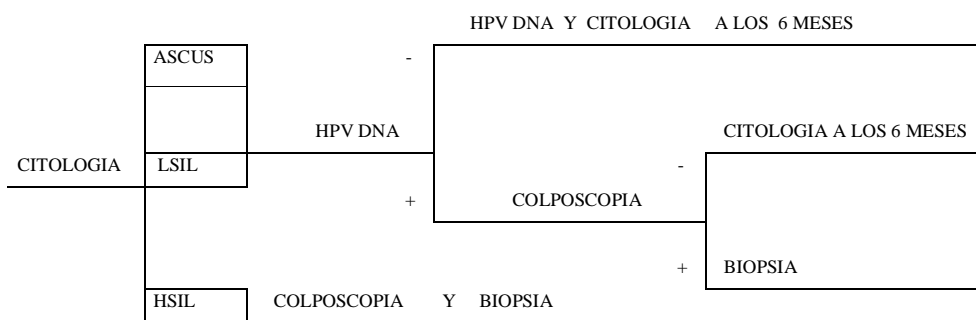 HPV DNA Y CITOLOGIA A LOS 6 MESES
ASCUS -
HPV DNA CITOLOGIA A LOS 6 MESES
CITOLOGIA LSIL -
+ COLPOSCOPIA
+ BIOPSIA
HSIL COLPOSCOPIA Y BIOPSIA